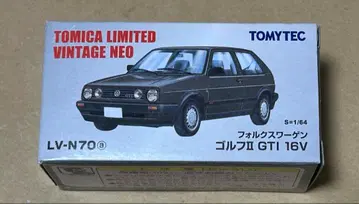 TOMICA LIMITED
VINTAGE NEO
TOMYTEC
S=1/64
フォルクスワーゲン
LV-N70ⓐ
ゴルフII GTI 16V